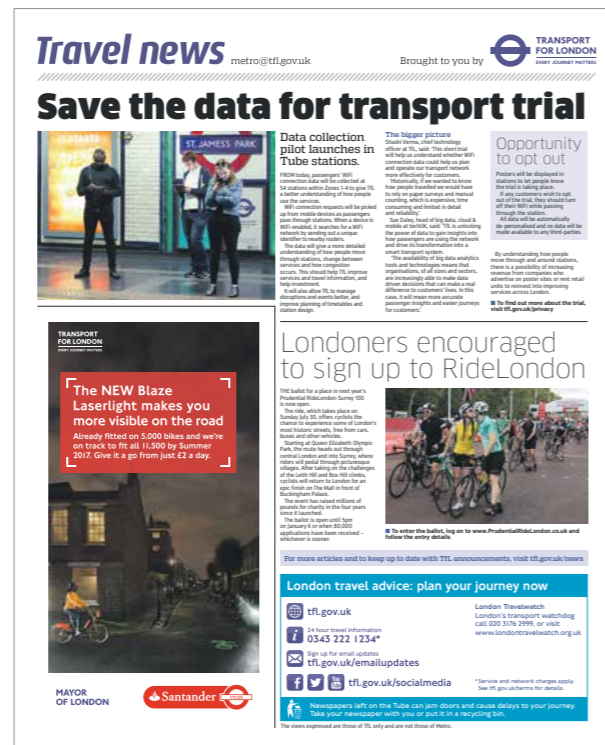 Travel news
metro@tfl.gov.uk
Brought to you by
TRANSPORT
FOR LONDON
EVERY JOURNEY MATTERS
Save the data for transport trial
ST. JAMES'S PARK
Data collection
pilot launches in
Tube stations.
FROM today, passengers' WiFi
connection data will be collected at
54 stations within Zones 1-4 to give TfL
a better understanding of how people
use the services.
WiFi connection requests will be picked
up from mobile devices as passengers
pass through stations. When a device is
WiFi-enabled, it searches for a WiFi
network by sending out a unique
identifier to nearby routers.
The data will give a more detailed
understanding of how people move
through stations, change between
services and how congestion
occurs. This should help TfL improve
services and travel information, and
help investment.
It will also allow TfL to manage
disruptions and events better, and
improve planning of timetables and
station design.
The bigger picture
Shashi Verma, chief technology
officer at TfL, said: 'This short trial
will help us understand whether WiFi
connection data could help us plan
and operate our transport network
more effectively for customers.
'Historically, if we wanted to know
how people travelled we would have
to rely on paper surveys and manual
counting, which is expensive, time
consuming and limited in detail
and reliability.'
Sue Daley, head of big data, cloud &
mobile at techUK, said: 'TfL is unlocking
the power of data to gain insights into
how passengers are using the network
and drive its transformation into a
smart transport system.
'The availability of big data analytics
tools and technologies means that
organisations, of all sizes and sectors,
are increasingly able to make data
driven decisions that can make a real
difference to customers' lives. In this
case, it will mean more accurate
passenger insights and easier journeys
for customers.'
Opportunity
to opt out
Posters will be displayed in
stations to let people know
the trial is taking place.
If any customers wish to opt
out of the trial, they should turn
off their WiFi while passing
through the station.
All data will be automatically
de-personalised and no data will be
made available to any third-parties.
By understanding how people
move through and around stations,
there is a possibility of increasing
revenue from companies who
advertise on poster sites or rent retail
units to reinvest into improving
services across London.
To find out more about the trial,
visit tfl.gov.uk/privacy
TRANSPORT
FOR LONDON
EVERY JOURNEY MATTERS
The NEW Blaze
Laserlight makes you
more visible on the road
Already fitted on 5,000 bikes and we're
on track to fit all 11,500 by Summer
2017. Give it a go from just £2 a day.
MAYOR
OF LONDON
Santander
CYCLES
Londoners encouraged
to sign up to RideLondon
THE ballot for a place in next year's
Prudential RideLondon-Surrey 100
is now open.
The ride, which takes place on
Sunday July 30, offers cyclists the
chance to experience some of London's
most historic streets, free from cars,
buses and other vehicles.
Starting at Queen Elizabeth Olympic
Park, the route heads out through
central London and into Surrey, where
riders will pedal through picturesque
villages. After taking on the challenges
of the Leith Hill and Box Hill climbs,
cyclists will return to London for an
epic finish on The Mall in front of
Buckingham Palace.
The event has raised millions of
pounds for charity in the four years
since it launched.
The ballot is open until 5pm
on January 6 or when 80,000
applications have been received –
whichever is sooner.
To enter the ballot, log on to www.PrudentialRideLondon.co.uk and
follow the entry details
For more articles and to keep up to date with TfL announcements, visit tfl.gov.uk/news
London travel advice: plan your journey now
tfl.gov.uk
24 hour travel information
0343 222 1234*
Sign up for email updates
tfl.gov.uk/emailupdates
tfl.gov.uk/socialmedia
London Travelwatch
London's transport watchdog
call 020 3176 2999, or visit
www.londontravelwatch.org.uk
*Service and network charges apply.
See tfl.gov.uk/terms for details.
Newspapers left on the Tube can jam doors and cause delays to your journey.
Take your newspaper with you or put it in a recycling bin.
The views expressed are those of TfL only and are not those of Metro.